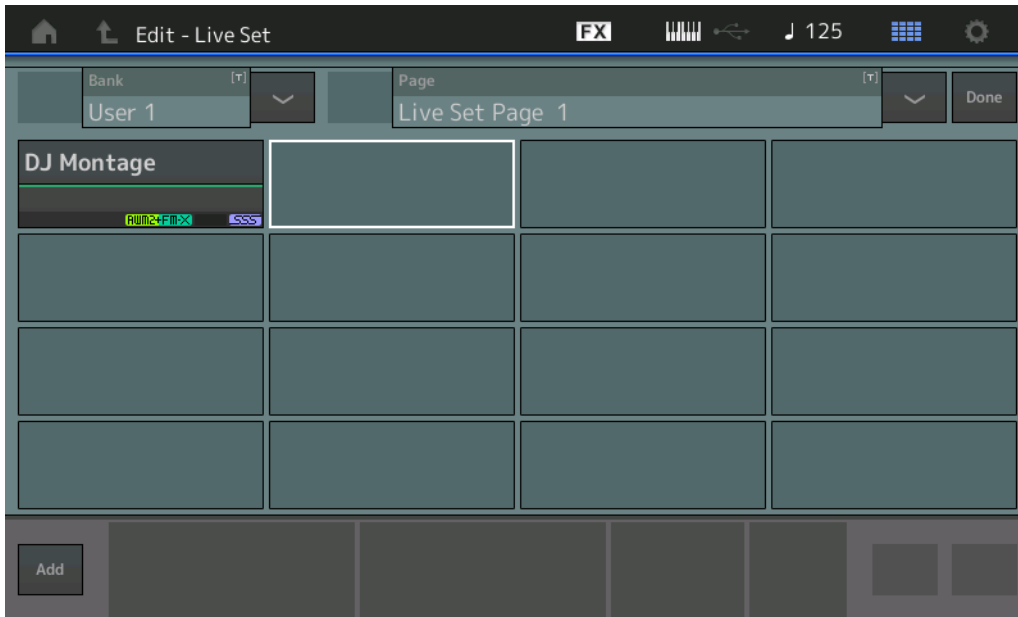 Edit - Live Set
FX
125
Bank
[T]
User 1
Page
[T]
Live Set Page 1
Done
DJ Montage
AWM2+FM-X
SSS
Add